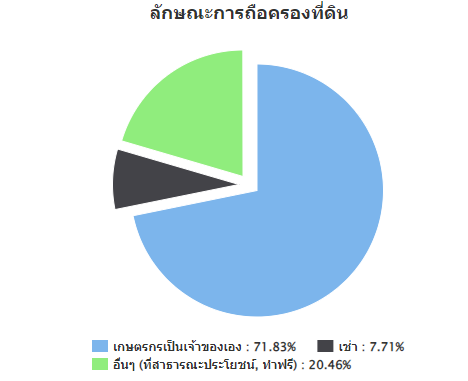 ลักษณะการถือครองที่ดิน
เกษตรกรเป็นเจ้าของเอง : 71.83% เช่า : 7.71%
อื่นๆ (ที่สาธารณะประโยชน์, ทำฟรี) : 20.46%